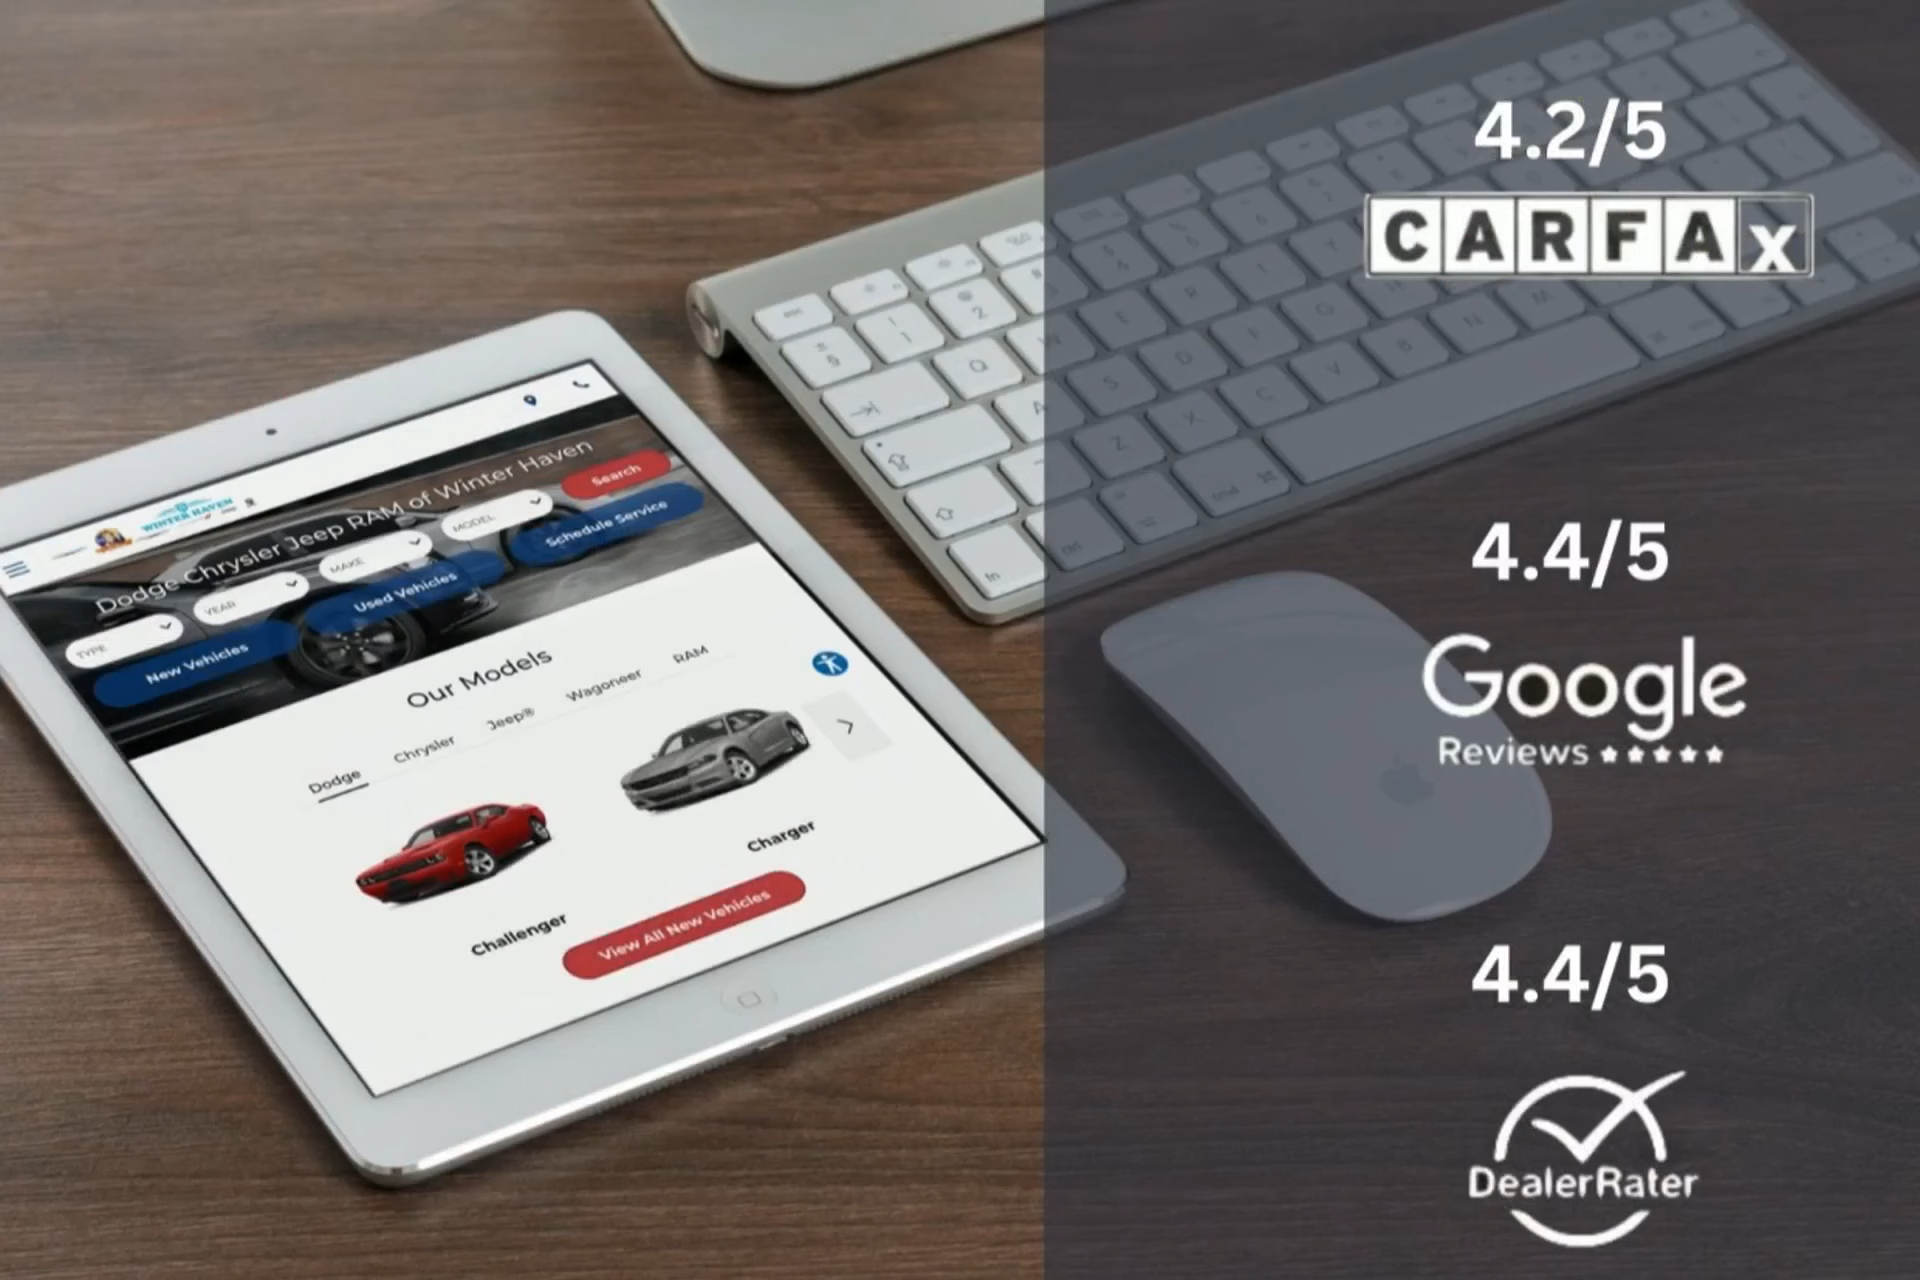 WINTER HAVEN
Dodge Chrysler Jeep RAM of Winter Haven
TYPE
YEAR
MAKE
MODEL
Search
New Vehicles
Used Vehicles
Schedule Service
Our Models
Dodge
Chrysler
Jeep®
Wagoneer
RAM
Challenger
Charger
View All New Vehicles
4.2/5
CARFAX
4.4/5
Google
Reviews ★★★★★
4.4/5
DealerRater